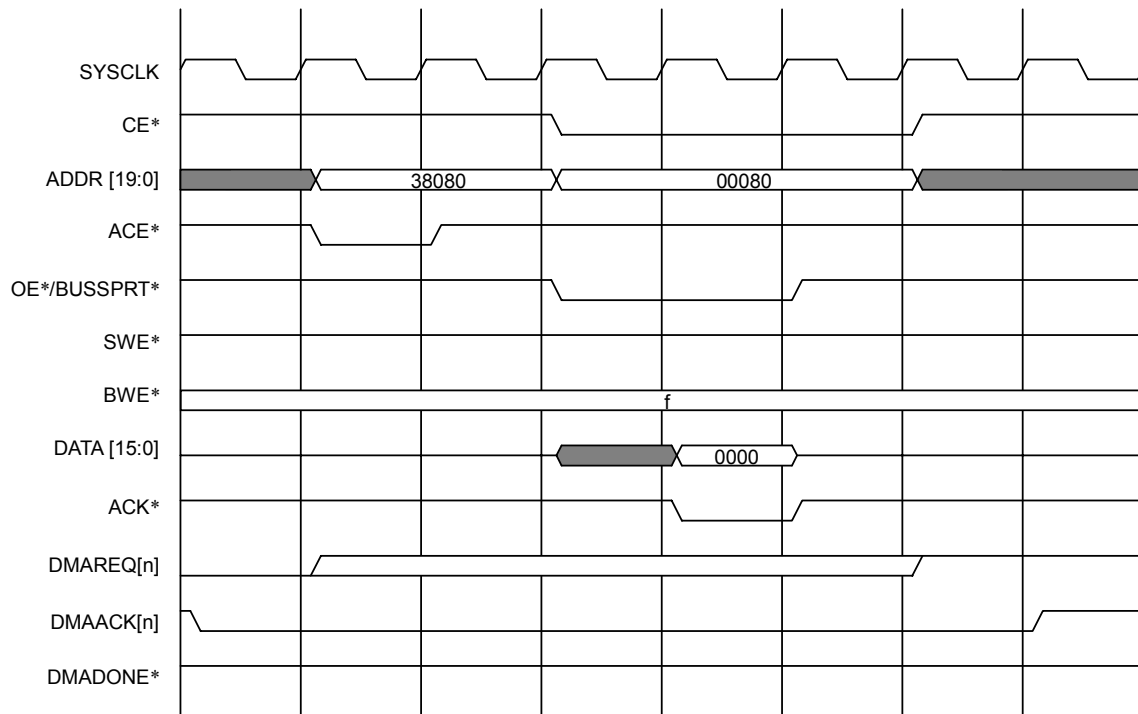 SYSCLK
CE*
ADDR [19:0]
38080
00080
ACE*
OE*/BUSSPRT*
SWE*
BWE*
f
DATA [15:0]
0000
ACK*
DMAREQ[n]
DMAACK[n]
DMADONE*